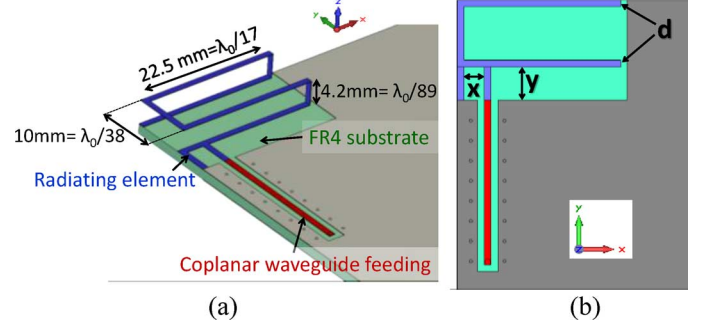 z
y
x
22.5 mm=λ₀/17
4.2mm= λ₀/89
10mm= λ₀/38
FR4 substrate
Radiating element
Coplanar waveguide feeding
(a)
d
x
y
Y
Z
X
(b)